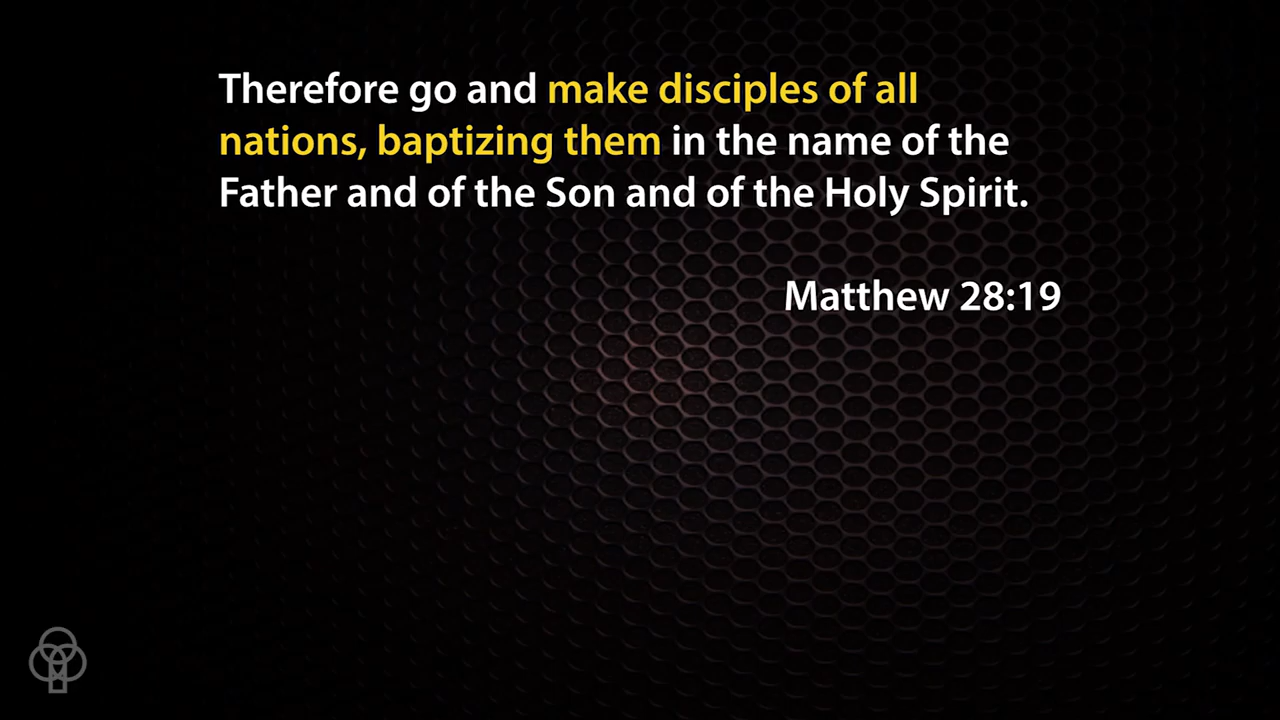 Therefore go and make disciples of all
nations, baptizing them in the name of the
Father and of the Son and of the Holy Spirit.
Matthew 28:19